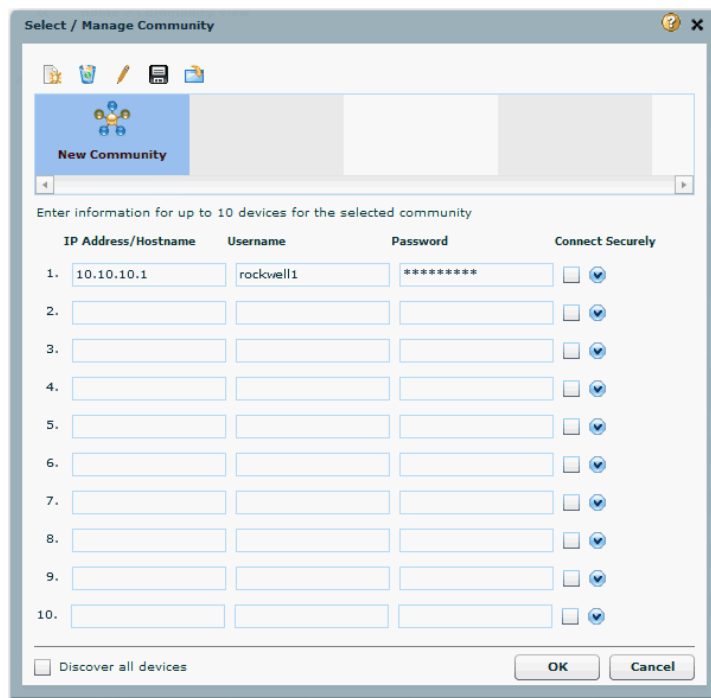 Select / Manage Community
New Community
Enter information for up to 10 devices for the selected community
IP Address/Hostname Username Password Connect Securely
1. 10.10.10.1 rockwell1 *********
2.
3.
4.
5.
6.
7.
8.
9.
10.
Discover all devices OK Cancel